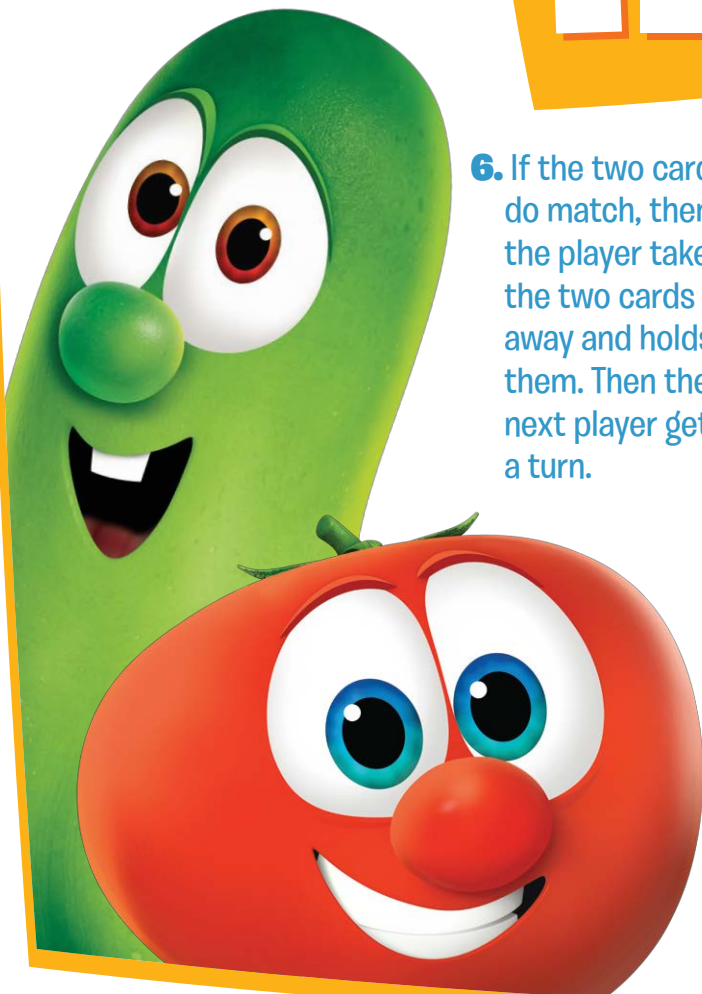 6. If the two card
do match, then
the player take
the two cards
away and holds
them. Then the
next player get
a turn.